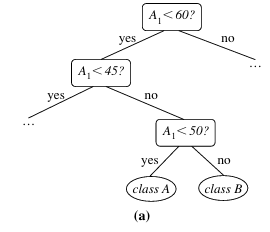 A₁<60?
yes
no
A₁<45?
...
yes
no
...
A₁<50?
yes
no
class A
class B
(a)